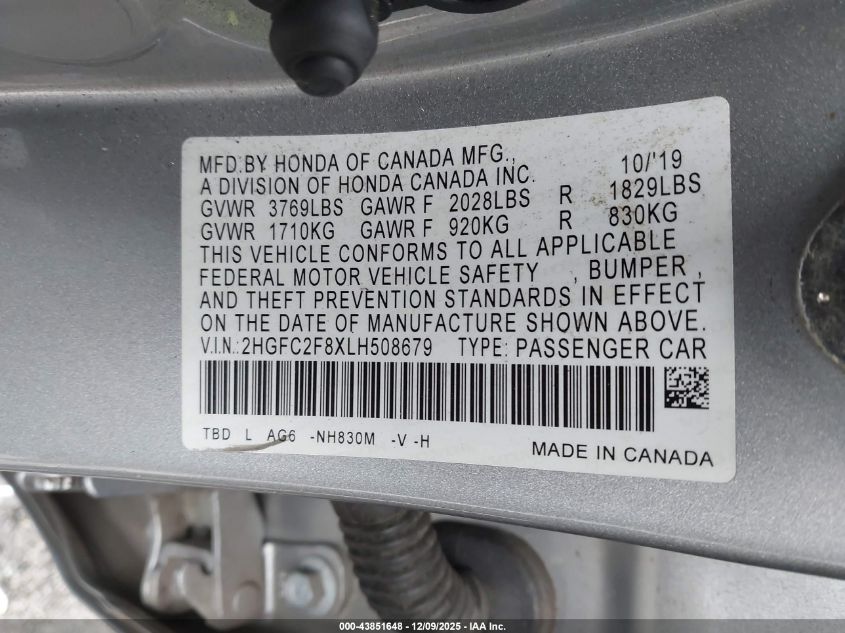 MFD.BY HONDA OF CANADA MFG., 10/'19
A DIVISION OF HONDA CANADA INC.
GVWR 3769LBS GAWR F 2028LBS R 1829LBS
GVWR 1710KG GAWR F 920KG R 830KG
THIS VEHICLE CONFORMS TO ALL APPLICABLE
FEDERAL MOTOR VEHICLE SAFETY , BUMPER ,
AND THEFT PREVENTION STANDARDS IN EFFECT
ON THE DATE OF MANUFACTURE SHOWN ABOVE.
V.I.N.:2HGFC2F8XLH508679 TYPE: PASSENGER CAR
TBD L AG6 -NH830M -V -H
MADE IN CANADA
000-43851648 - 12/09/2025 - IAA Inc.